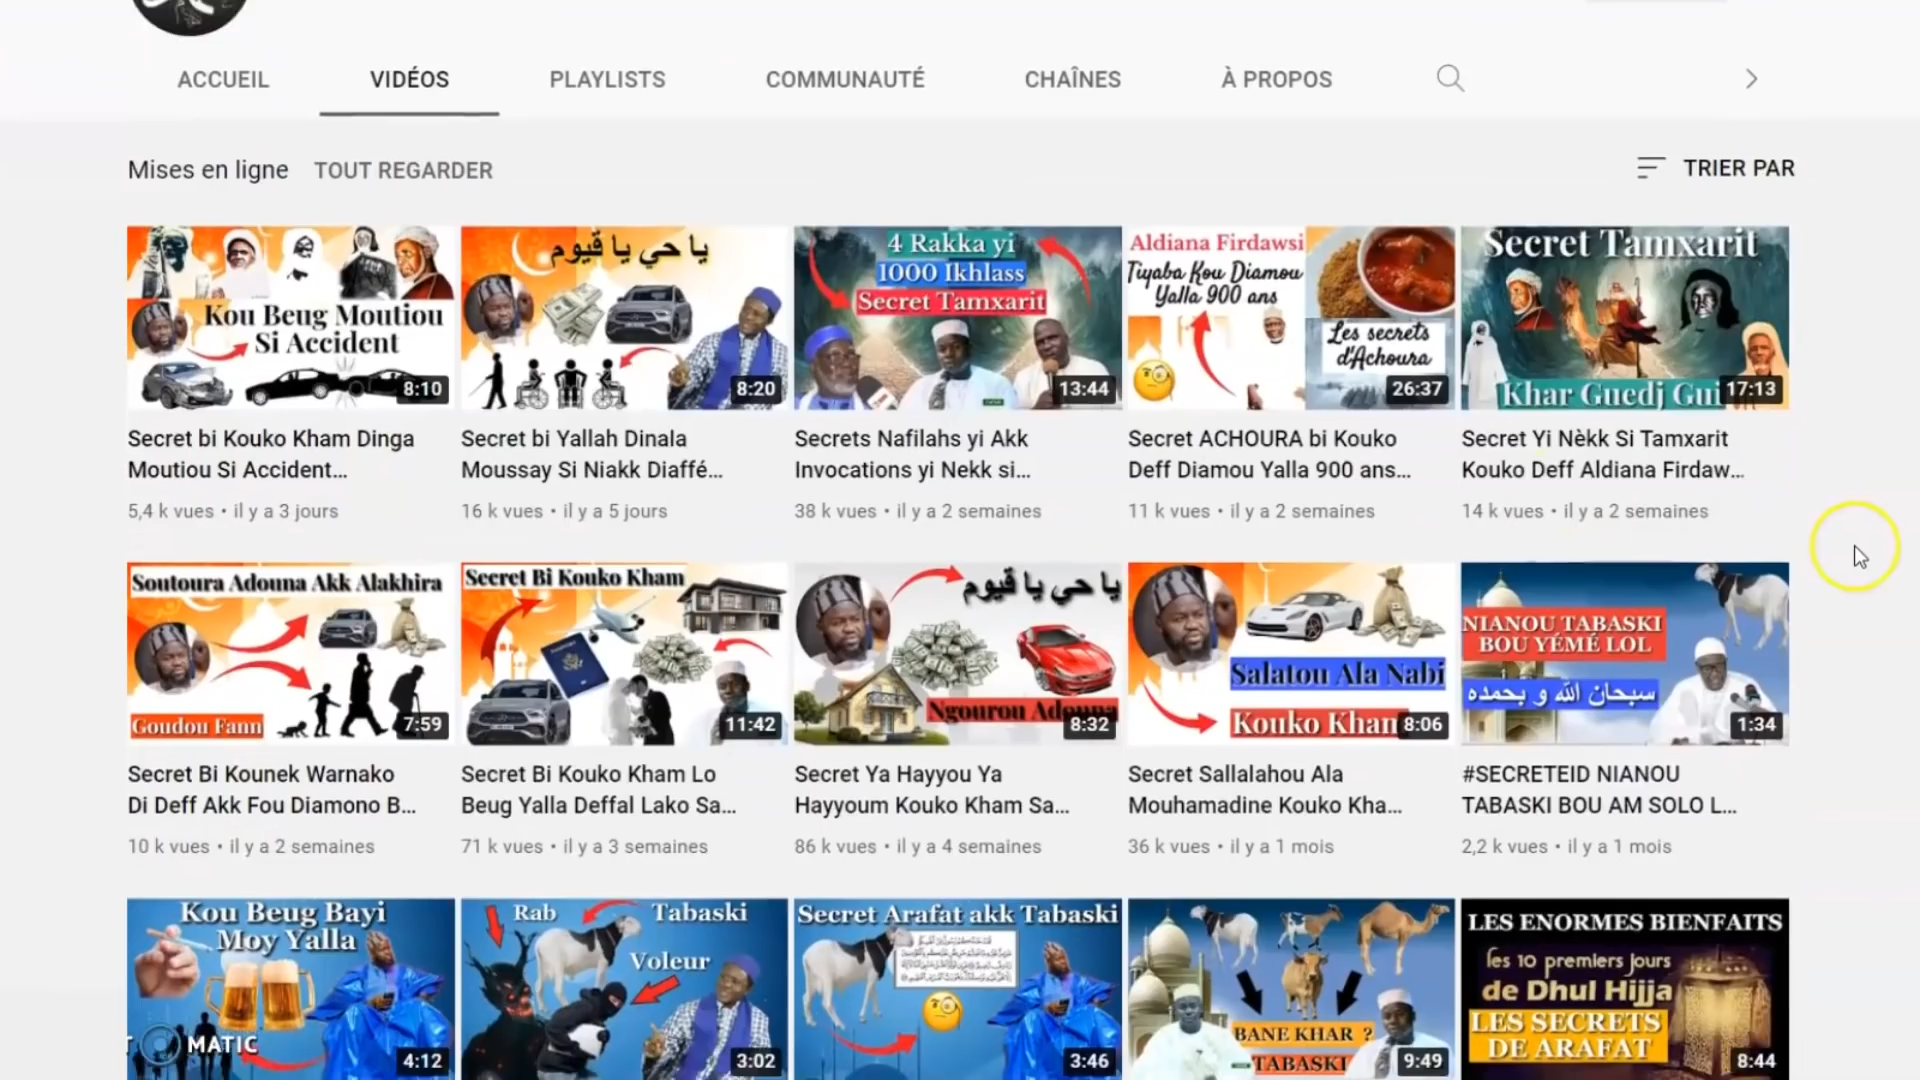 ACCUEIL
VIDÉOS
PLAYLISTS
COMMUNAUTÉ
CHAÎNES
À PROPOS
Mises en ligne
TOUT REGARDER
TRIER PAR
Kou Beug Moutiou
Si Accident
8:10
يا حي يا قيوم
8:20
4 Rakka yi
1000 Ikhlass
Secret Tamxarit
13:44
Aldiana Firdawsi
Tiyaba Kou Diamou
Yalla 900 ans
Les secrets
d'Achoura
26:37
Secret Tamxarit
Khar Guedj Gui
17:13
Secret bi Kouko Kham Dinga
Moutiou Si Accident...
5,4 k vues • il y a 3 jours
Secret bi Yallah Dinala
Moussay Si Niakk Diaffé...
16 k vues • il y a 5 jours
Secrets Nafilahs yi Akk
Invocations yi Nekk si...
38 k vues • il y a 2 semaines
Secret ACHOURA bi Kouko
Deff Diamou Yalla 900 ans...
11 k vues • il y a 2 semaines
Secret Yi Nèkk Si Tamxarit
Kouko Deff Aldiana Firdaw...
14 k vues • il y a 2 semaines
Soutoura Adouna Akk Alakhira
Goudou Fann
7:59
Secret Bi Kouko Kham
11:42
يا حي يا قيوم
Ngourou Adouna
8:32
Salatou Ala Nabi
Kouko Khan
8:06
NIANOU TABASKI
BOU YÉMÉ LOL
سبحان الله و بحمده
1:34
Secret Bi Kounek Warnako
Di Deff Akk Fou Diamono B...
10 k vues • il y a 2 semaines
Secret Bi Kouko Kham Lo
Beug Yalla Deffal Lako Sa...
71 k vues • il y a 3 semaines
Secret Ya Hayyou Ya
Hayyoum Kouko Kham Sa...
86 k vues • il y a 4 semaines
Secret Sallalahou Ala
Mouhamadine Kouko Kha...
36 k vues • il y a 1 mois
#SECRETEID NIANOU
TABASKI BOU AM SOLO L...
2,2 k vues • il y a 1 mois
Kou Beug Bayi
Moy Yalla
MATIC
4:12
Rab
Tabaski
Voleur
3:02
Secret Arafat akk Tabaski
3:46
BANE KHAR ?
TABASKI
9:49
LES ENORMES BIENFAITS
les 10 premiers jours
de Dhul Hijja
LES SECRETS
DE ARAFAT
8:44